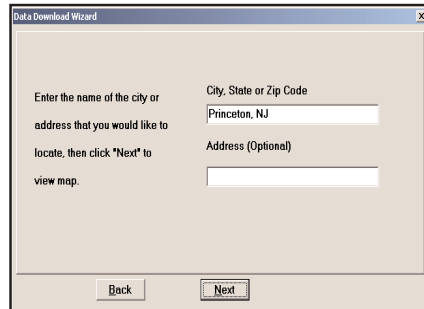 Data Download Wizard
X
Enter the name of the city or
address that you would like to
locate, then click "Next" to
view map.
City, State or Zip Code
Princeton, NJ
Address (Optional)
Back
Next